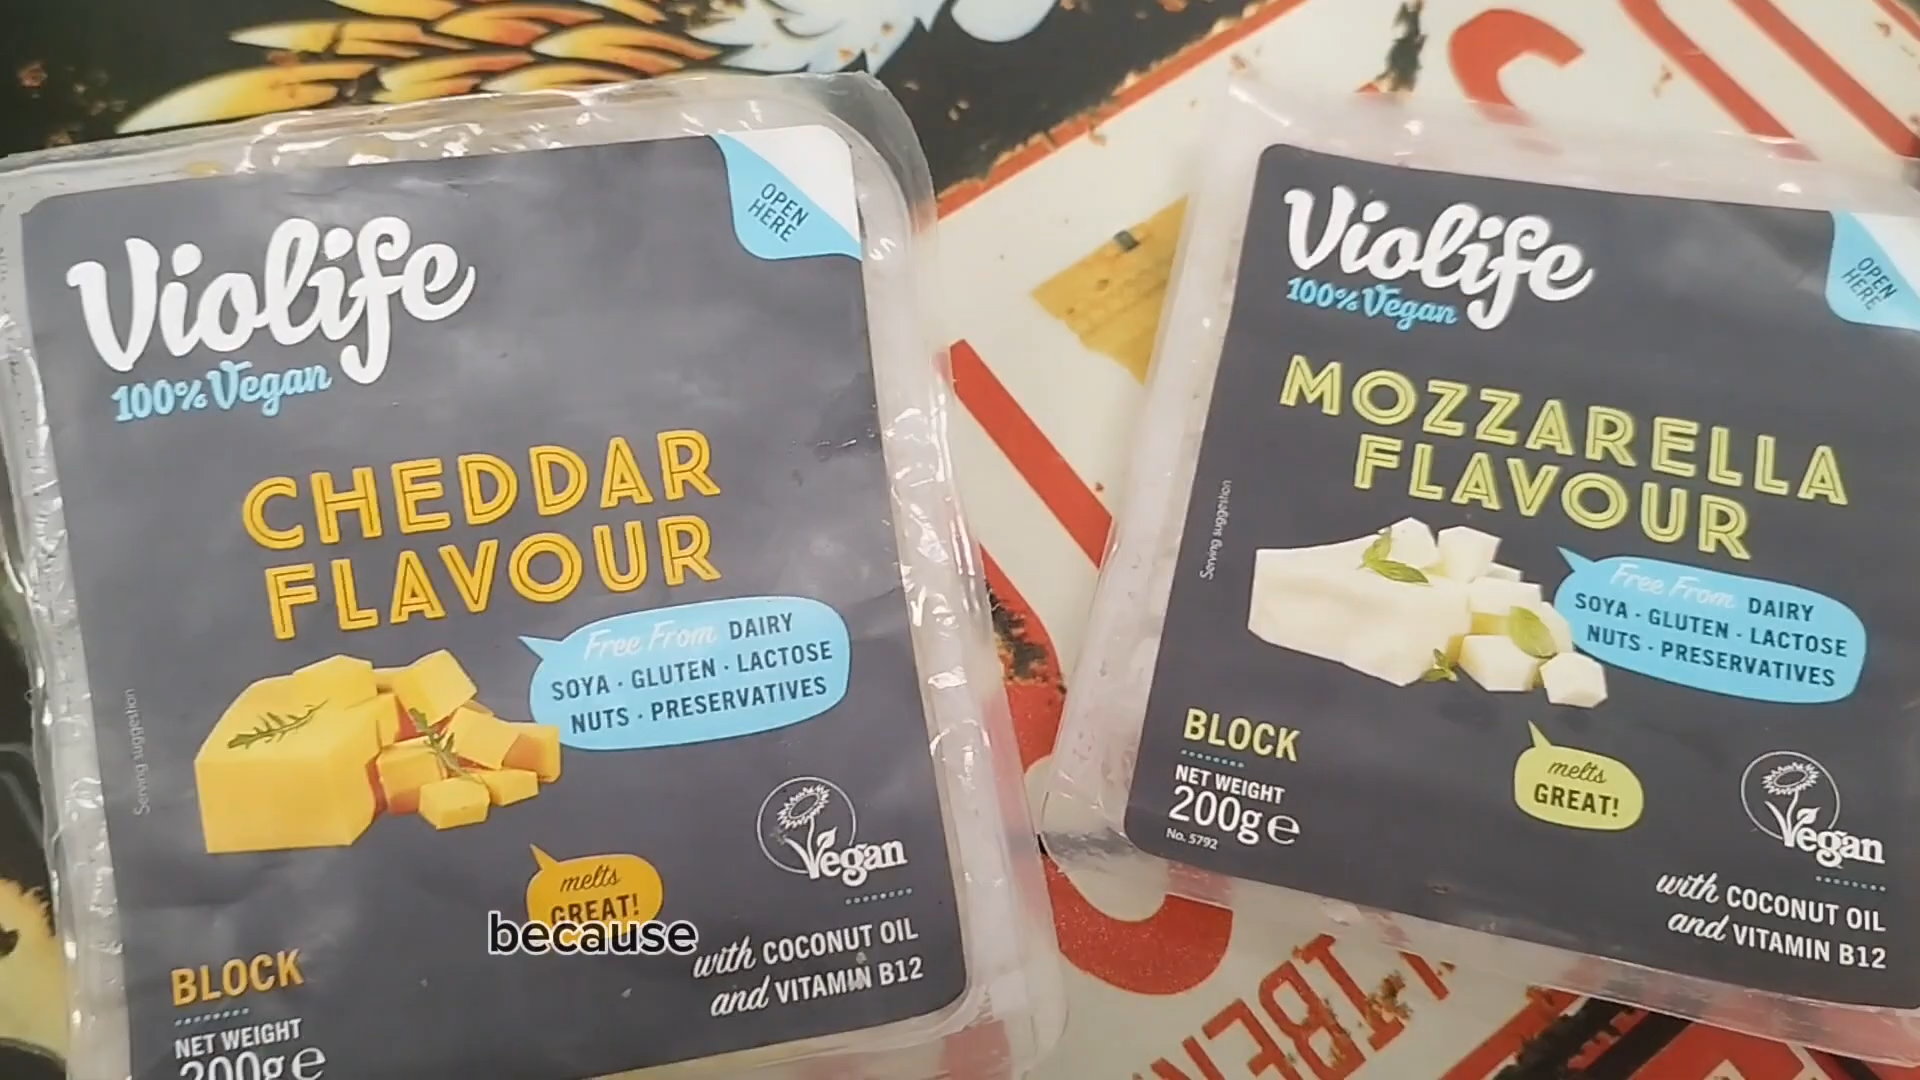 Violife
100% Vegan
OPEN
HERE
CHEDDAR
FLAVOUR
Free From DAIRY
SOYA · GLUTEN · LACTOSE
NUTS · PRESERVATIVES
Serving suggestion
melts
GREAT!
because
Vegan
BLOCK
NET WEIGHT
200g e
with COCONUT OIL
and VITAMIN B12
Violife
100% Vegan
OPEN
HERE
MOZZARELLA
FLAVOUR
Free From DAIRY
SOYA · GLUTEN · LACTOSE
NUTS · PRESERVATIVES
Serving suggestion
BLOCK
NET WEIGHT
200g e
No. 5792
melts
GREAT!
Vegan
with COCONUT OIL
and VITAMIN B12